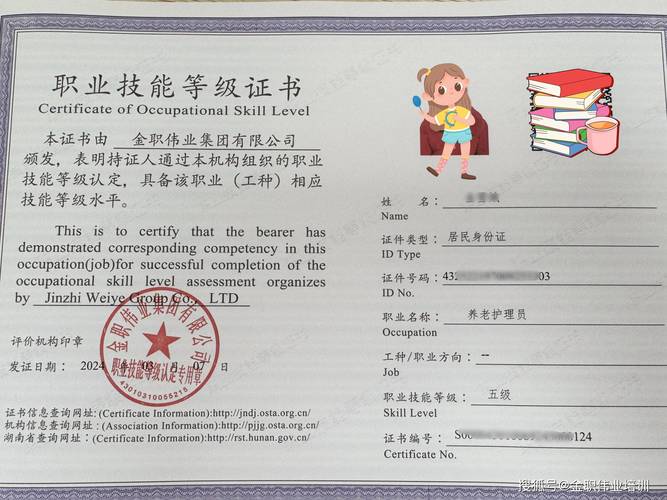 职业技能等级证书
Certificate of Occupational Skill Level
本证书由 金职伟业集团有限公司
颁发，表明持证人通过本机构组织的职业
技能等级认定，具备该职业（工种）相应
技能等级水平。
This is to certify that the bearer has
demonstrated corresponding competency in this
occupation(job)for successful completion of the
occupational skill level assessment organizes
by Jinzhi Weiye Group Co., LTD
评价机构印章
发证日期： 2024 年 03 月 07 日
金职伟业集团有限公司
职业技能等级认定专用章
43010310055215
证书信息查询网址:(Certificate Information):http://jndj.osta.org.cn/
机构信息查询网址:(Association Information):http://pjjg.osta.org.cn/
湖南省查询网址:(Certificate Information):http://rst.hunan.gov.cn/
姓 名：
Name
证件类型： 居民身份证
ID Type
证件号码： 432 03
ID No.
职业名称： 养老护理员
Occupation
工种/职业方向： --
Job
职业技能等级： 五级
Skill Level
证书编号： S00 124
Certificate No.
搜狐号@金职伟业培训